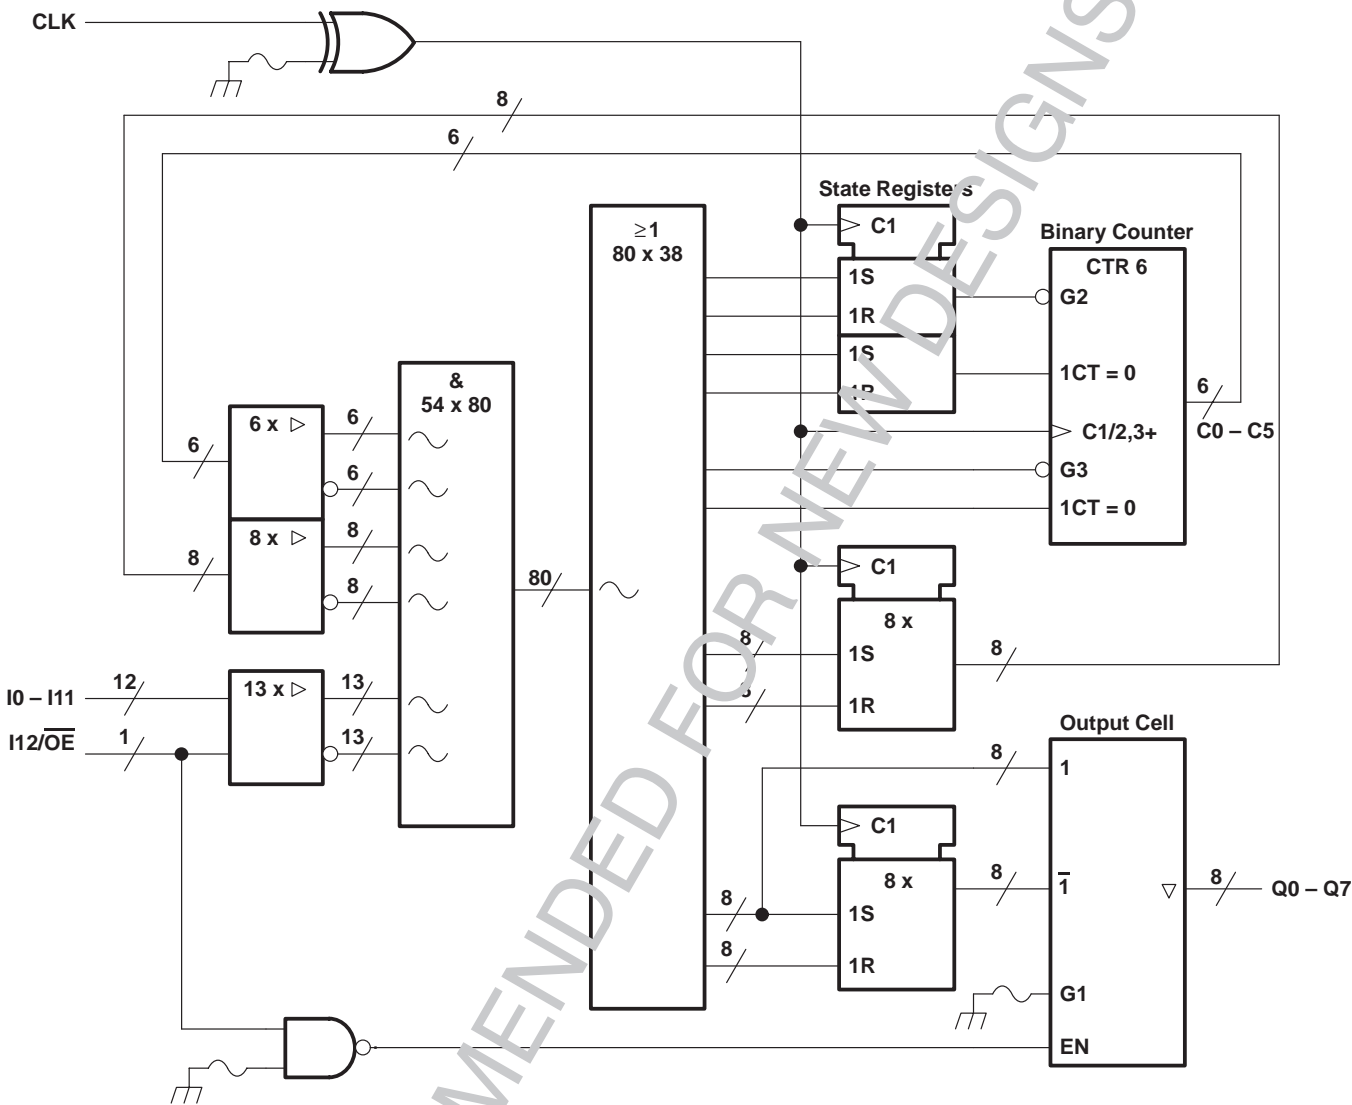 CLK
8
6
State Registers
C1
1S
1R
1S
1R
Binary Counter
CTR 6
G2
1CT = 0
C1/2,3+
G3
1CT = 0
6
C0 – C5
≥1
80 x 38
&
54 x 80
6 x ▷
6
6
6
8 x ▷
8
8
8
80
I0 – I11
12
13 x ▷
13
I12/O̅E̅
1
13
C1
8 x
8
1S
8
1R
8
Output Cell
8
1
C1
8 x
8
1̅
▽
8
Q0 – Q7
8
1S
8
1R
G1
EN
MENDED FOR NEW DESIGNS